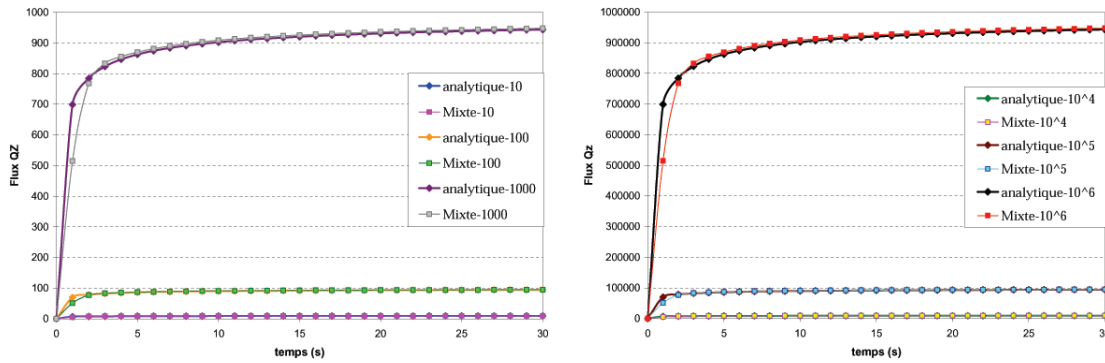 1000
900
800
700
600
500
400
300
200
100
0
Flux QZ
0
5
10
15
20
25
30
temps (s)
analytique-10
Mixte-10
analytique-100
Mixte-100
analytique-1000
Mixte-1000
1000000
900000
800000
700000
600000
500000
400000
300000
200000
100000
0
Flux Qz
0
5
10
15
20
25
30
temps (s)
analytique-10^4
Mixte-10^4
analytique-10^5
Mixte-10^5
analytique-10^6
Mixte-10^6